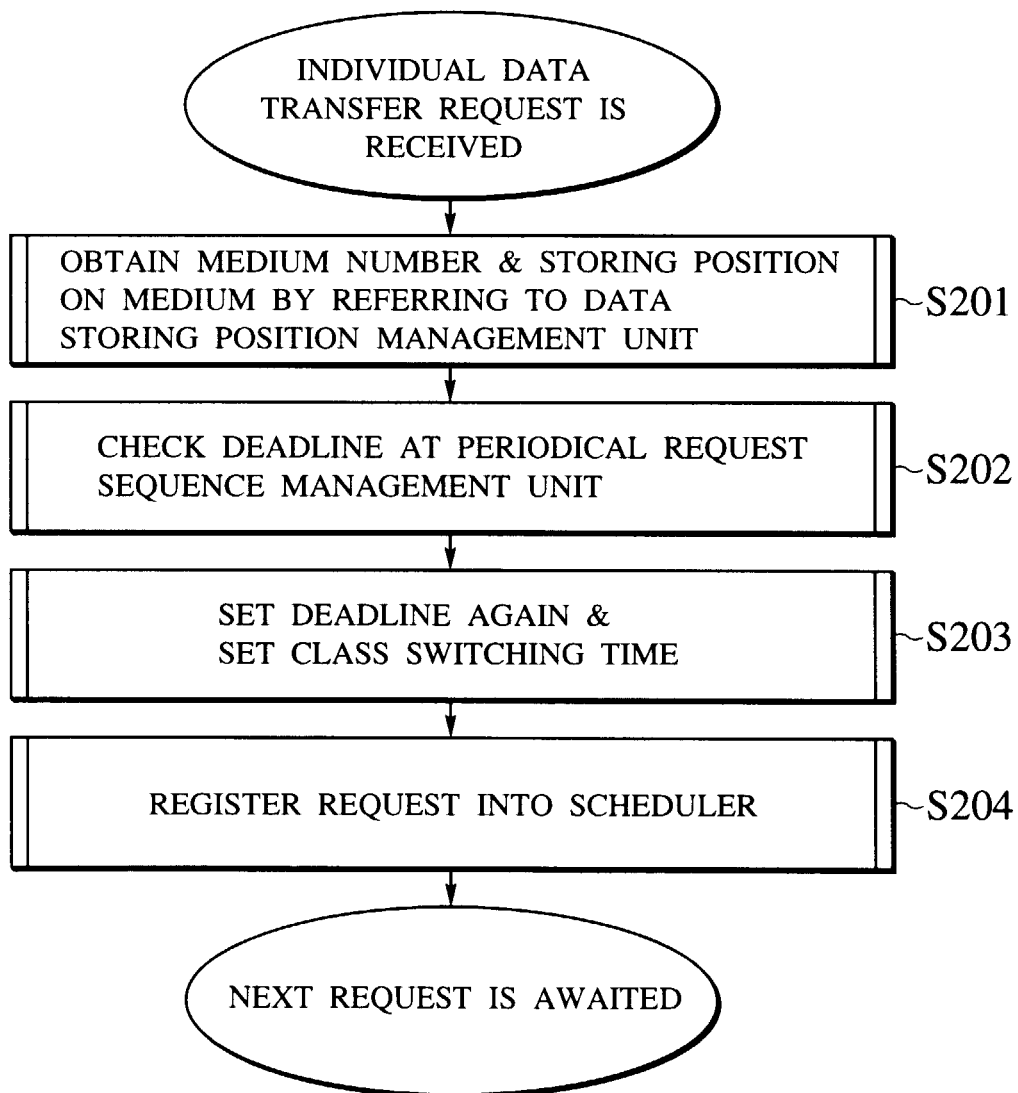 INDIVIDUAL DATA
TRANSFER REQUEST IS
RECEIVED
OBTAIN MEDIUM NUMBER & STORING POSITION
ON MEDIUM BY REFERRING TO DATA
STORING POSITION MANAGEMENT UNIT
~S201
CHECK DEADLINE AT PERIODICAL REQUEST
SEQUENCE MANAGEMENT UNIT
~S202
SET DEADLINE AGAIN &
SET CLASS SWITCHING TIME
~S203
REGISTER REQUEST INTO SCHEDULER
~S204
NEXT REQUEST IS AWAITED